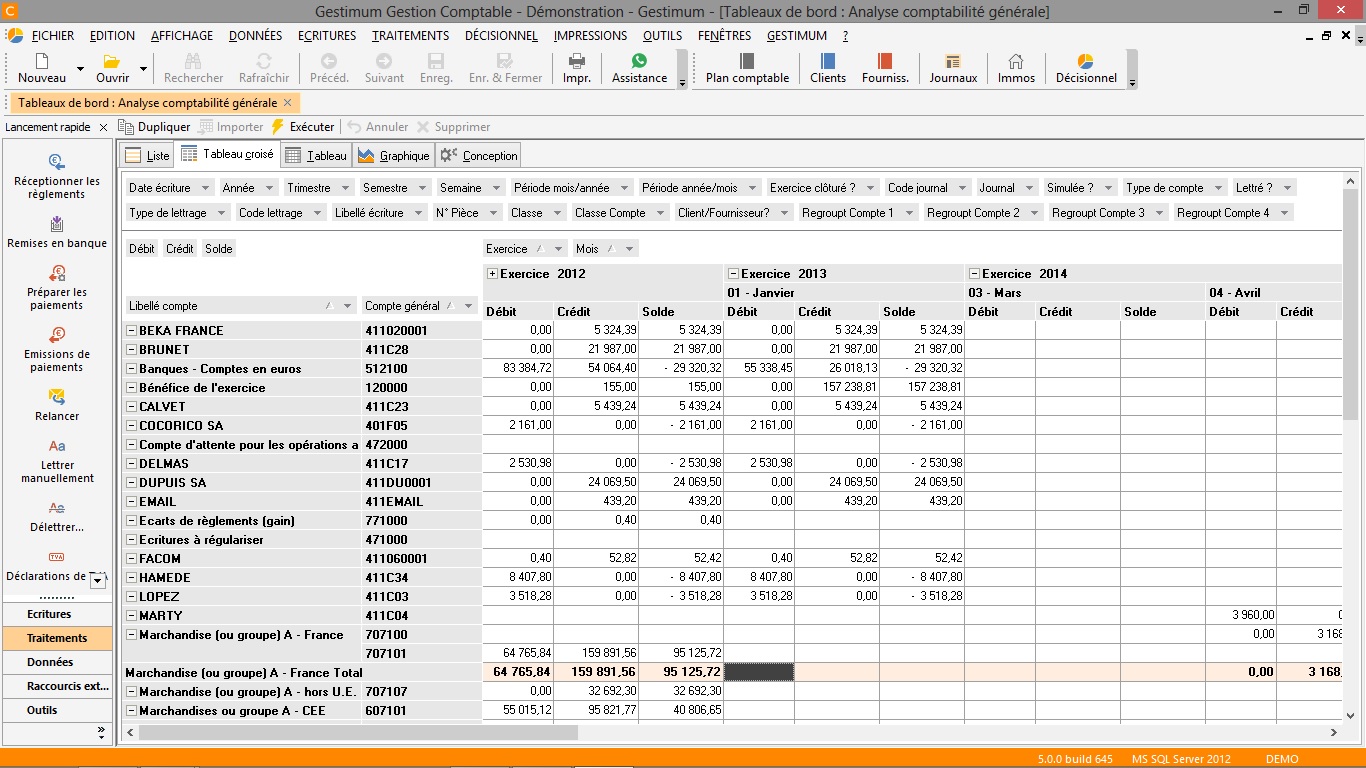 C
Gestimum Gestion Comptable - Démonstration - Gestimum - [Tableaux de bord : Analyse comptabilité générale]
FICHIER EDITION AFFICHAGE DONNÉES ECRITURES TRAITEMENTS DÉCISIONNEL IMPRESSIONS OUTILS FENÊTRES GESTIMUM ?
Nouveau Ouvrir Rechercher Rafraîchir Précéd. Suivant Enreg. Enr. & Fermer Impr. Assistance Plan comptable Clients Fourniss. Journaux Immos Décisionnel
Tableaux de bord : Analyse comptabilité générale
Lancement rapide Dupliquer Importer Exécuter Annuler Supprimer
Réceptionner les
règlements
Remises en banque
Préparer les
paiements
Emissions de
paiements
Relancer
Aa
Lettrer
manuellement
Aa
Délettrer...
TVA
Déclarations de
Ecritures
Traitements
Données
Raccourcis ext...
Outils
Liste Tableau croisé Tableau Graphique Conception
Date écriture Année Trimestre Semestre Semaine Période mois/année Période année/mois Exercice clôturé ? Code journal Journal Simulée ? Type de compte Lettré ?
Type de lettrage Code lettrage Libellé écriture N° Pièce Classe Classe Compte Client/Fournisseur? Regroupt Compte 1 Regroupt Compte 2 Regroupt Compte 3 Regroupt Compte 4
Débit Crédit Solde Exercice Mois
Exercice 2012 Exercice 2013 Exercice 2014
01 - Janvier 03 - Mars 04 - Avril
Libellé compte Compte général Débit Crédit Solde Débit Crédit Solde Débit Crédit Solde Débit Crédit
BEKA FRANCE 411020001 0,00 5 324,39 5 324,39 0,00 5 324,39 5 324,39
BRUNET 411C28 0,00 21 987,00 21 987,00 0,00 21 987,00 21 987,00
Banques - Comptes en euros 512100 83 384,72 54 064,40 - 29 320,32 55 338,45 26 018,13 - 29 320,32
Bénéfice de l'exercice 120000 0,00 155,00 155,00 0,00 157 238,81 157 238,81
CALVET 411C23 0,00 5 439,24 5 439,24 0,00 5 439,24 5 439,24
COCORICO SA 401F05 2 161,00 0,00 - 2 161,00 2 161,00 0,00 - 2 161,00
Compte d'attente pour les opérations a 472000
DELMAS 411C17 2 530,98 0,00 - 2 530,98 2 530,98 0,00 - 2 530,98
DUPUIS SA 411DU0001 0,00 24 069,50 24 069,50 0,00 24 069,50 24 069,50
EMAIL 411EMAIL 0,00 439,20 439,20 0,00 439,20 439,20
Ecarts de règlements (gain) 771000 0,00 0,40 0,40
Ecritures à régulariser 471000
FACOM 411060001 0,40 52,82 52,42 0,40 52,82 52,42
HAMEDE 411C34 8 407,80 0,00 - 8 407,80 8 407,80 0,00 - 8 407,80
LOPEZ 411C03 3 518,28 0,00 - 3 518,28 3 518,28 0,00 - 3 518,28
MARTY 411C04 3 960,00
Marchandise (ou groupe) A - France 707100 0,00 3 168
707101 64 765,84 159 891,56 95 125,72
Marchandise (ou groupe) A - France Total 64 765,84 159 891,56 95 125,72 0,00 3 168,
Marchandise (ou groupe) A - hors U.E. 707107 0,00 32 692,30 32 692,30
Marchandises ou groupe A - CEE 607101 55 015,12 95 821,77 40 806,65
5.0.0 build 645 MS SQL Server 2012 DEMO